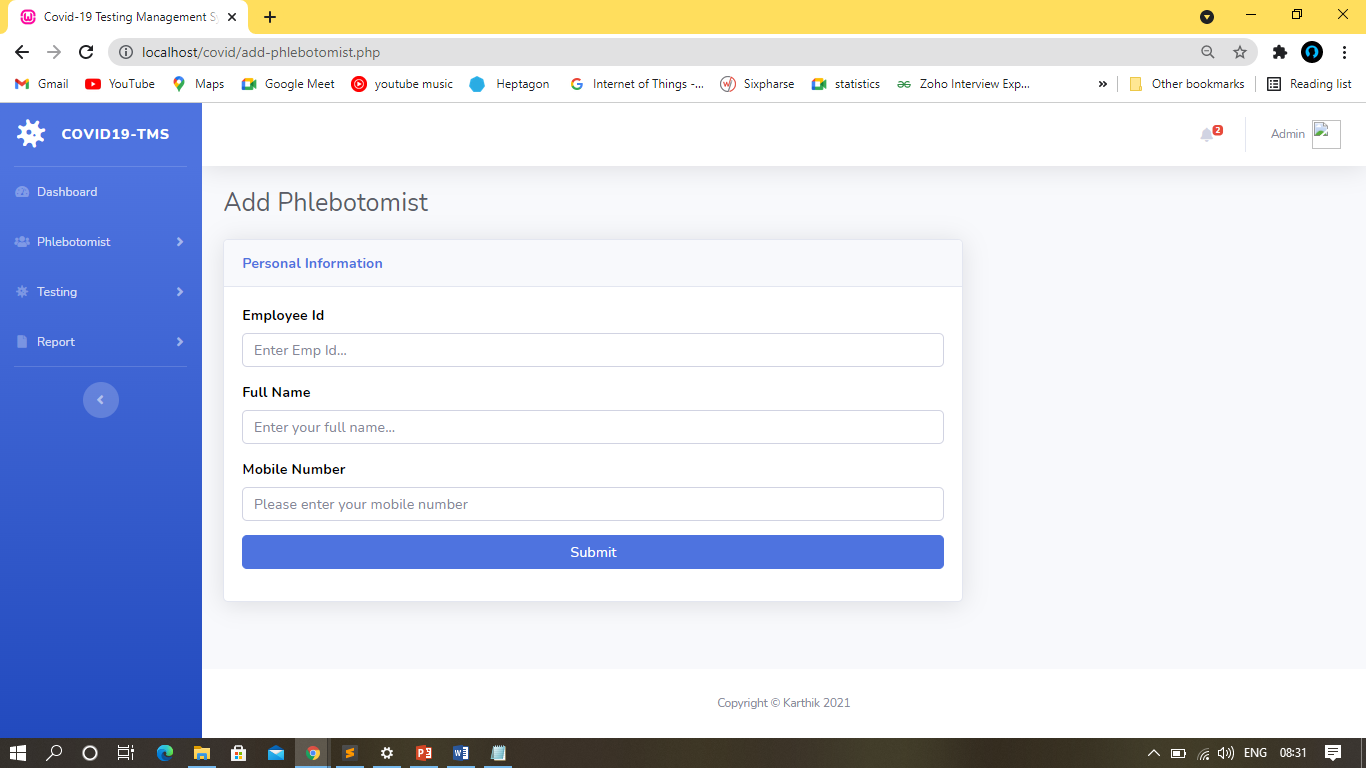 Covid-19 Testing Management Sy
localhost/covid/add-phlebotomist.php
Gmail YouTube Maps Google Meet youtube music Heptagon Internet of Things -... Sixpharse statistics Zoho Interview Exp... » Other bookmarks Reading list
COVID19-TMS
2
Admin
Dashboard
Phlebotomist
Testing
Report
Add Phlebotomist
Personal Information
Employee Id
Enter Emp Id...
Full Name
Enter your full name...
Mobile Number
Please enter your mobile number
Submit
Copyright © Karthik 2021
ENG 08:31